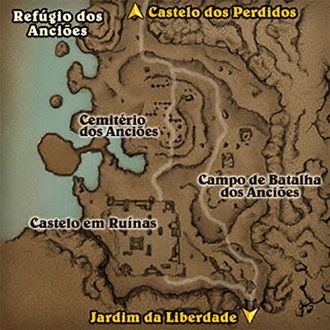 Refúgio dos
Anciões
Castelo dos Perdidos
Cemitério
dos Anciões
Campo de Batalha
dos Anciões
Castelo em Ruínas
Jardim da Liberdade